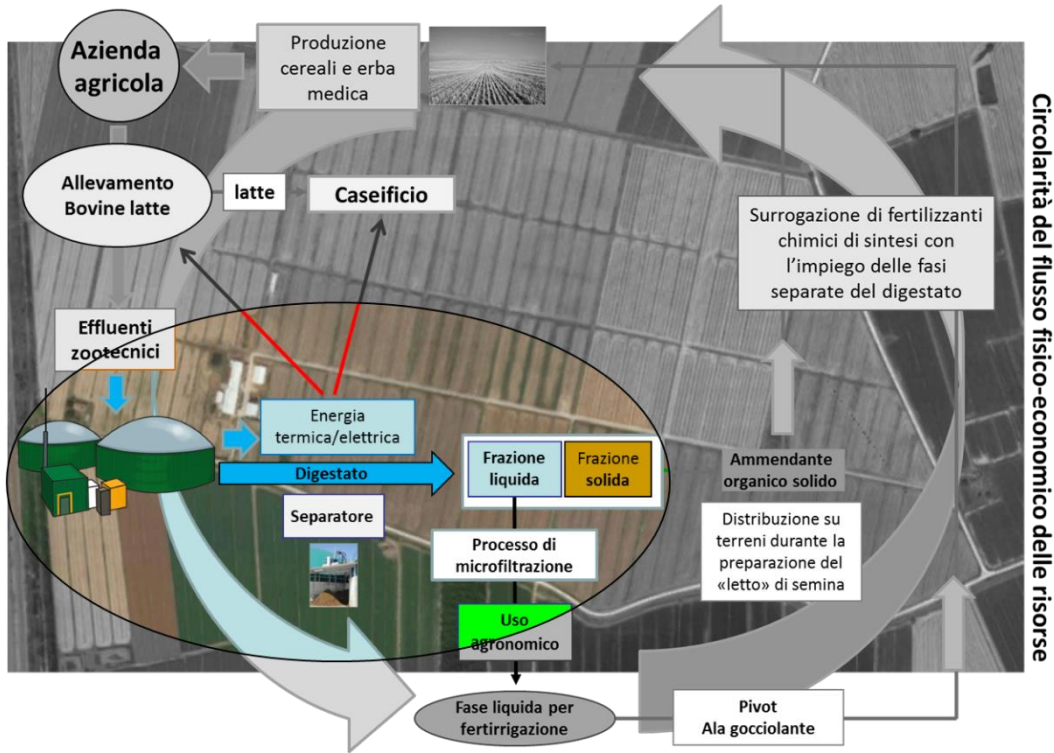 Azienda
agricola
Produzione
cereali e erba
medica
Allevamento
Bovine latte
latte
Caseificio
Surrogazione di fertilizzanti
chimici di sintesi con
l'impiego delle fasi
separate del digestato
Circolarità del flusso fisico-economico delle risorse
Effluenti
zootecnici
Energia
termica/elettrica
Digestato
Frazione
liquida
Frazione
solida
Ammendante
organico solido
Separatore
Processo di
microfiltrazione
Distribuzione su
terreni durante la
preparazione del
«letto» di semina
Uso
agronomico
Fase liquida per
fertirrigazione
Pivot
Ala gocciolante